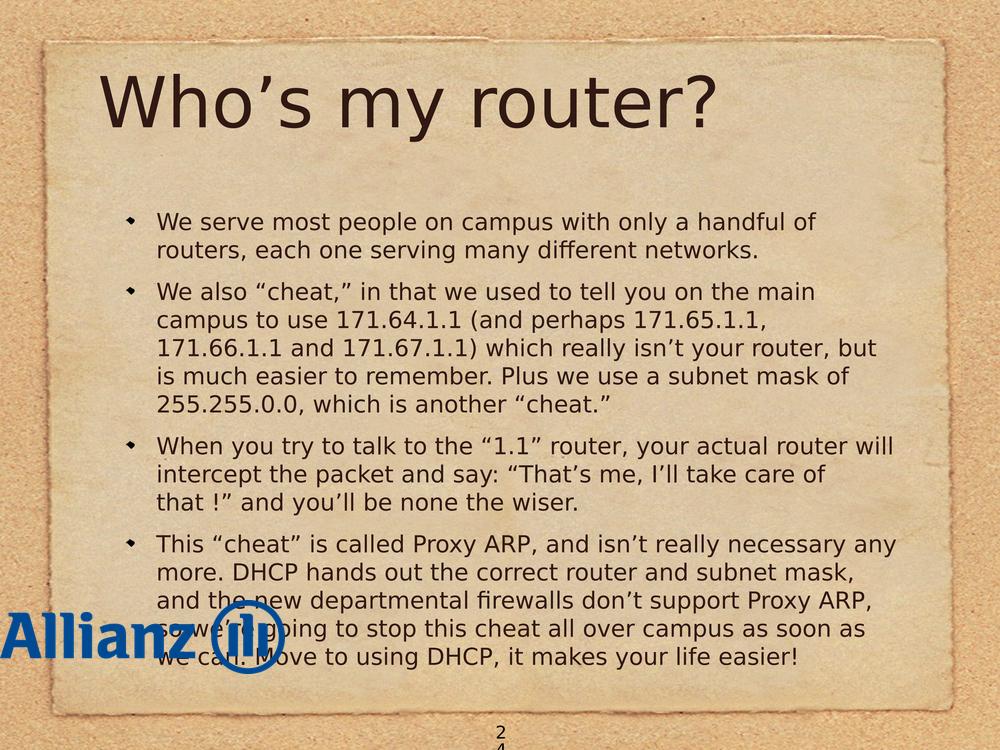 Who’s my router?
We serve most people on campus with only a handful of
routers, each one serving many different networks.
We also “cheat,” in that we used to tell you on the main
campus to use 171.64.1.1 (and perhaps 171.65.1.1,
171.66.1.1 and 171.67.1.1) which really isn’t your router, but
is much easier to remember. Plus we use a subnet mask of
255.255.0.0, which is another “cheat.”
When you try to talk to the “1.1” router, your actual router will
intercept the packet and say: “That’s me, I’ll take care of
that !” and you’ll be none the wiser.
This “cheat” is called Proxy ARP, and isn’t really necessary any
more. DHCP hands out the correct router and subnet mask,
and the new departmental firewalls don’t support Proxy ARP,
so we’re going to stop this cheat all over campus as soon as
we can. Move to using DHCP, it makes your life easier!
Allianz
2
4